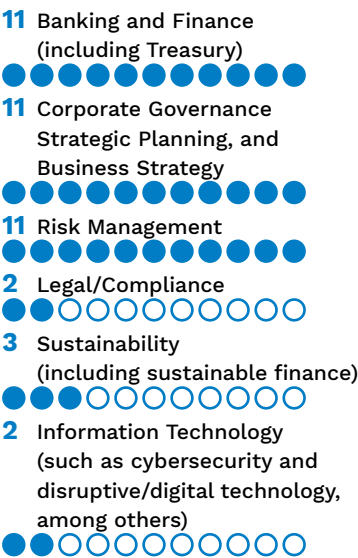 11 Banking and Finance
(including Treasury)
11 Corporate Governance
Strategic Planning, and
Business Strategy
11 Risk Management
2 Legal/Compliance
3 Sustainability
(including sustainable finance)
2 Information Technology
(such as cybersecurity and
disruptive/digital technology,
among others)